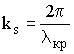 kₛ = 2π / λкр